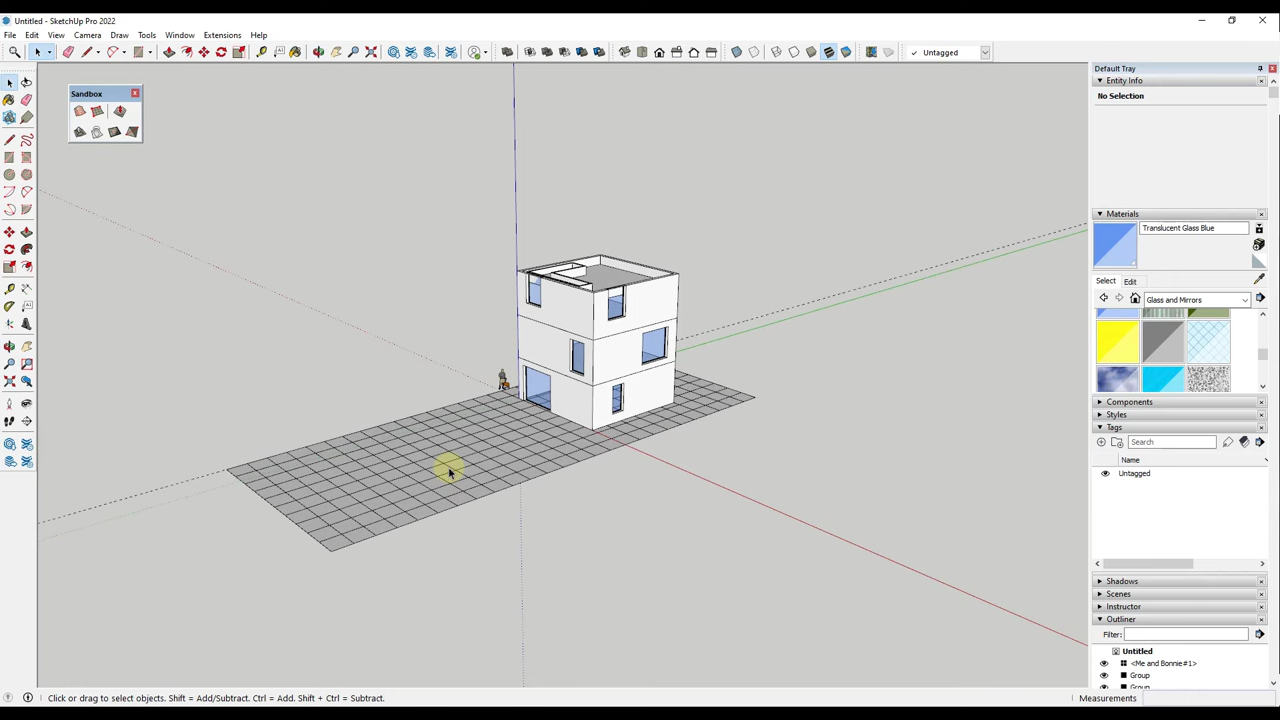 Untitled - SketchUp Pro 2022
File Edit View Camera Draw Tools Window Extensions Help
Untagged
Sandbox
Default Tray
Entity Info
No Selection
Materials
Translucent Glass Blue
Select Edit
Glass and Mirrors
Components
Styles
Tags
Search
Name
Untagged
Shadows
Scenes
Instructor
Outliner
Filter:
Untitled
<Me and Bonnie#1>
Group
Group
Click or drag to select objects. Shift = Add/Subtract. Ctrl = Add. Shift + Ctrl = Subtract.
Measurements